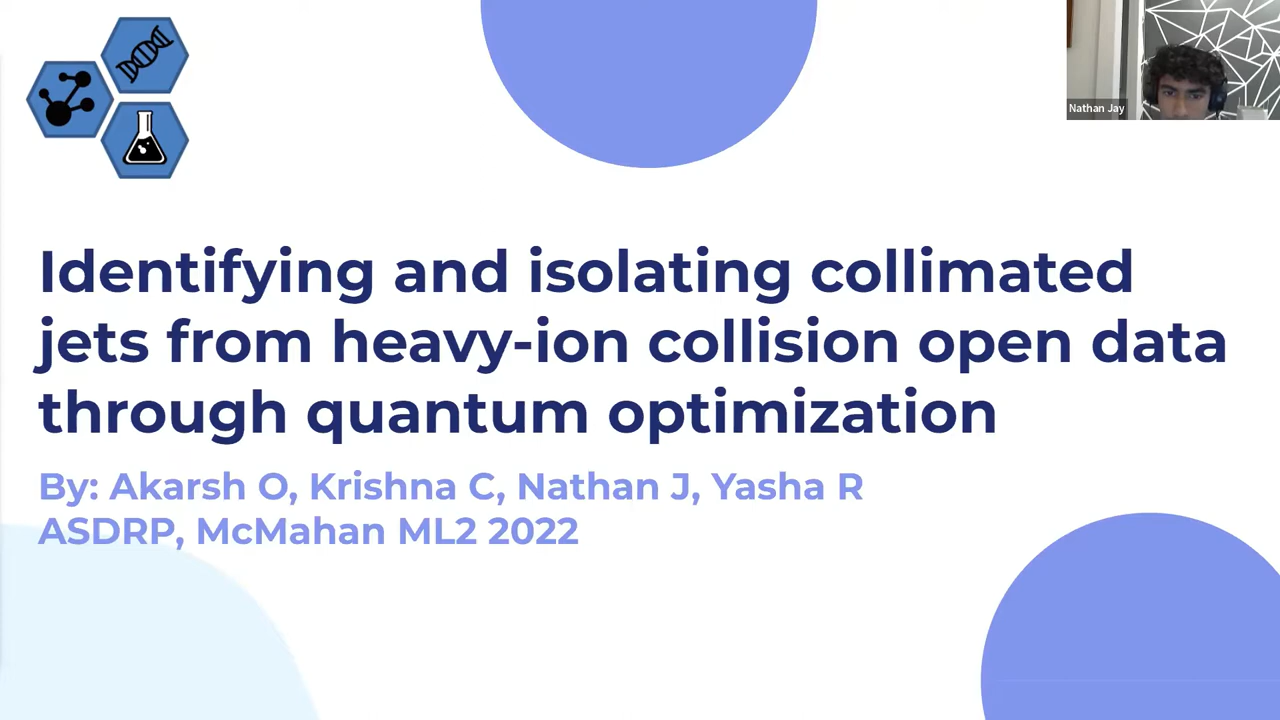 Nathan Jay
Identifying and isolating collimated
jets from heavy-ion collision open data
through quantum optimization
By: Akarsh O, Krishna C, Nathan J, Yasha R
ASDRP, McMahan ML2 2022